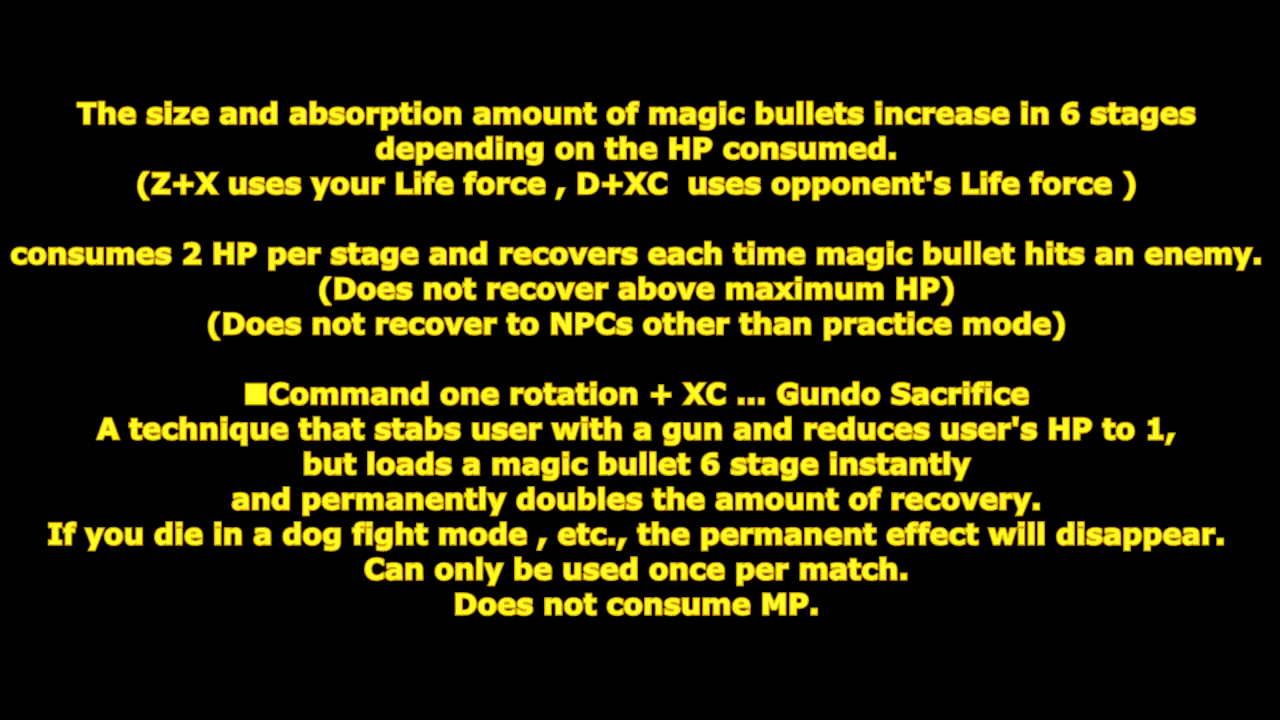 The size and absorption amount of magic bullets increase in 6 stages
depending on the HP consumed.
(Z+X uses your Life force , D+XC  uses opponent's Life force )
consumes 2 HP per stage and recovers each time magic bullet hits an enemy.
(Does not recover above maximum HP)
(Does not recover to NPCs other than practice mode)
■Command one rotation + XC ... Gundo Sacrifice
A technique that stabs user with a gun and reduces user's HP to 1,
but loads a magic bullet 6 stage instantly
and permanently doubles the amount of recovery.
If you die in a dog fight mode , etc., the permanent effect will disappear.
Can only be used once per match.
Does not consume MP.